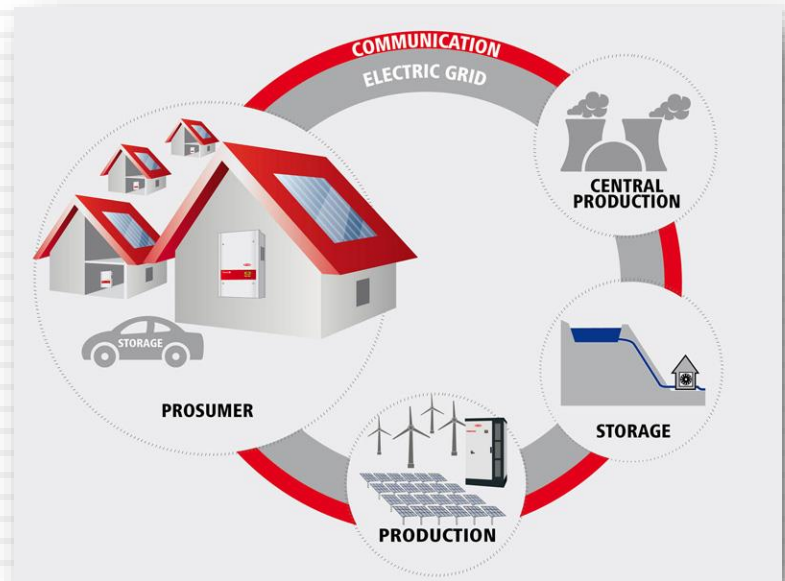 COMMUNICATION
ELECTRIC GRID
CENTRAL
PRODUCTION
STORAGE
PROSUMER
STORAGE
PRODUCTION